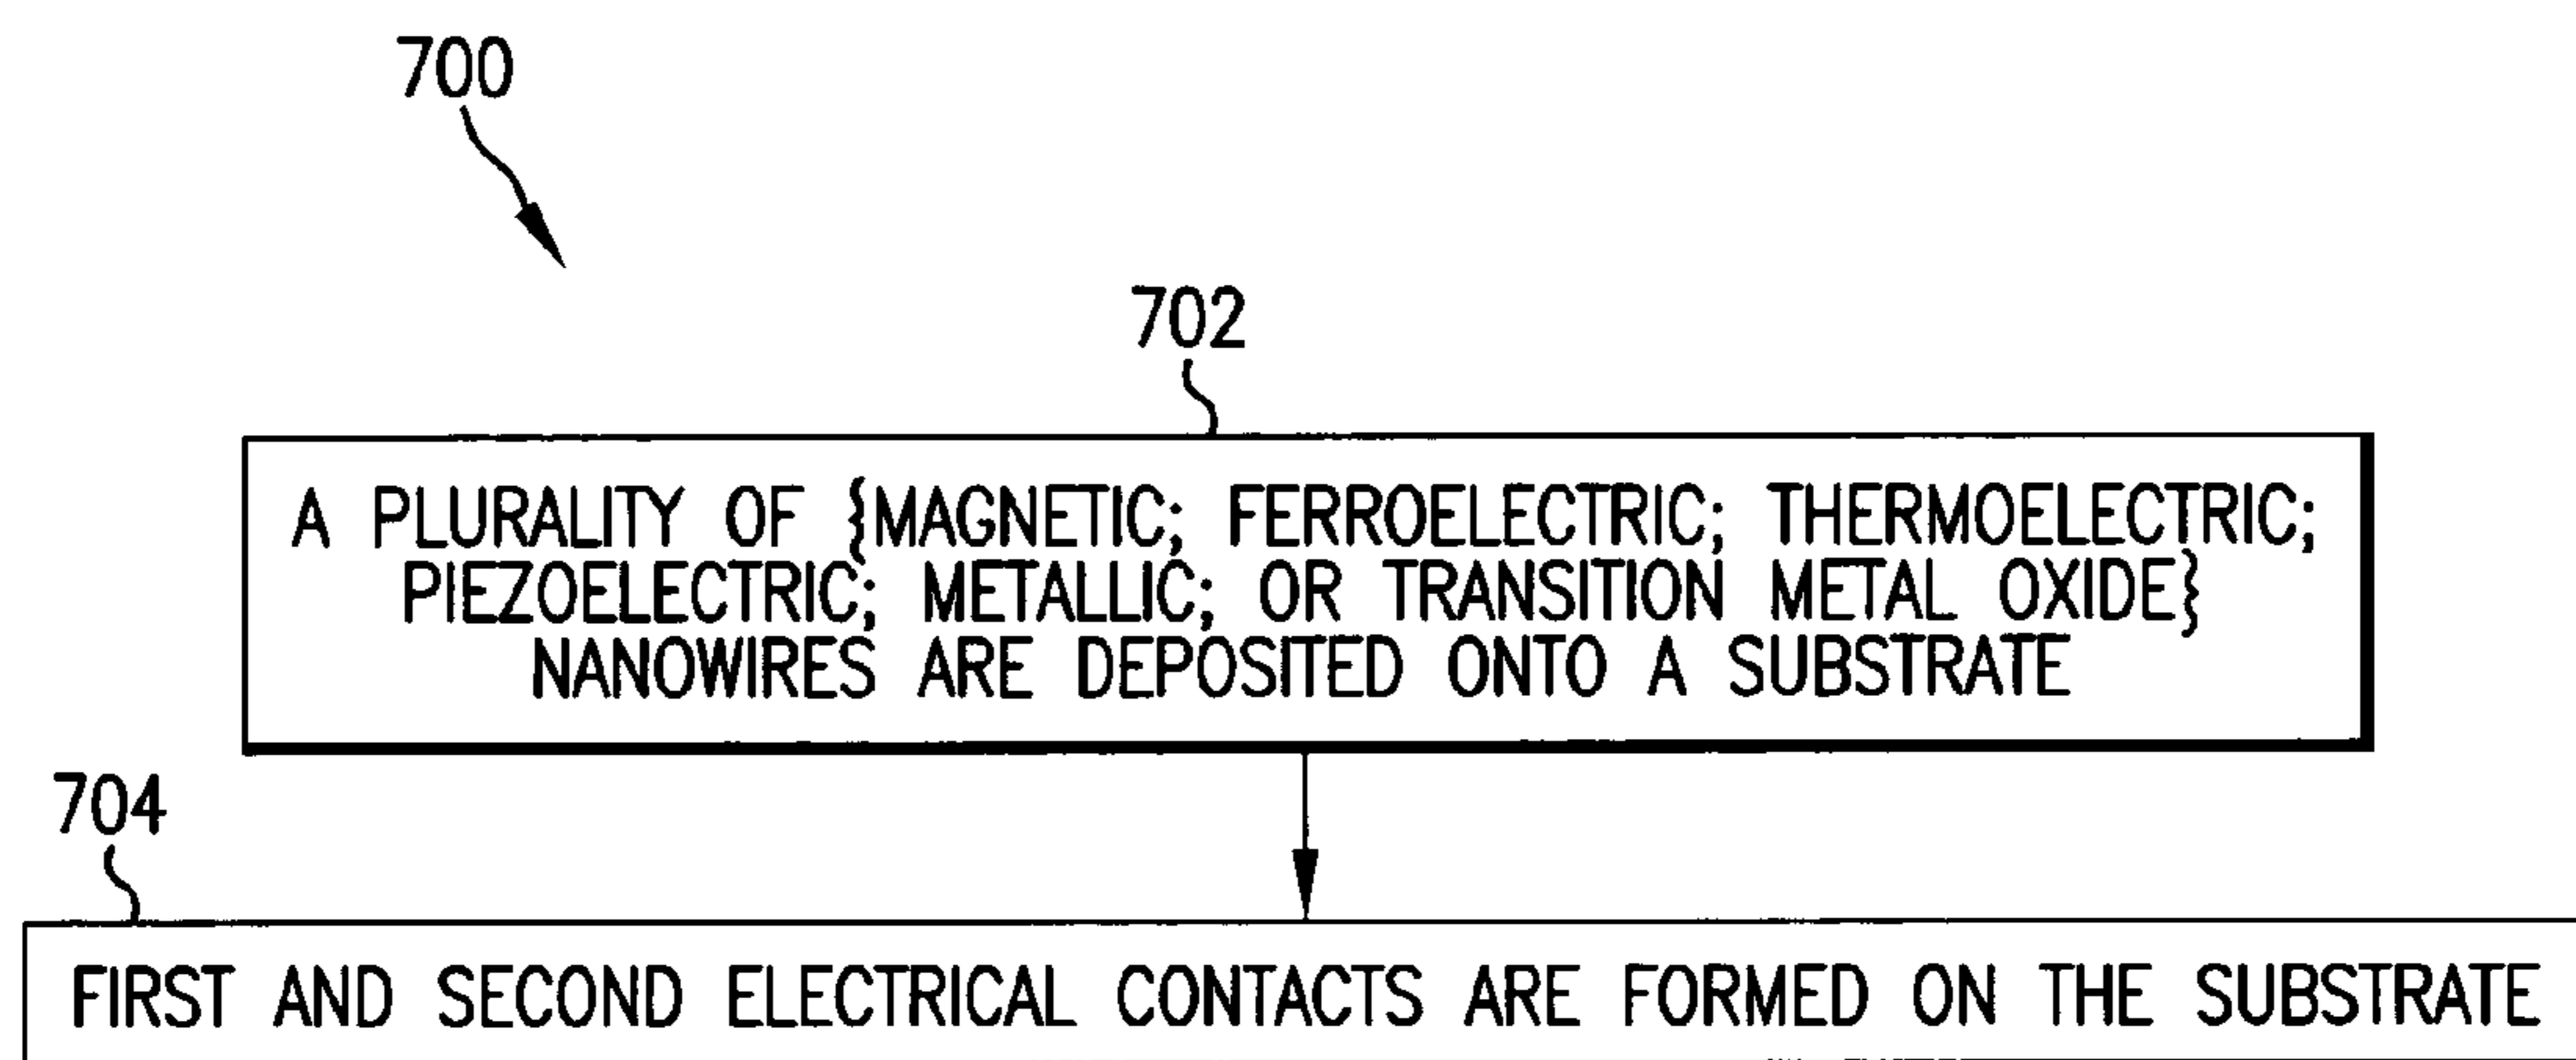 700
702
A PLURALITY OF {MAGNETIC; FERROELECTRIC; THERMOELECTRIC;
PIEZOELECTRIC; METALLIC; OR TRANSITION METAL OXIDE}
NANOWIRES ARE DEPOSITED ONTO A SUBSTRATE
704
FIRST AND SECOND ELECTRICAL CONTACTS ARE FORMED ON THE SUBSTRATE